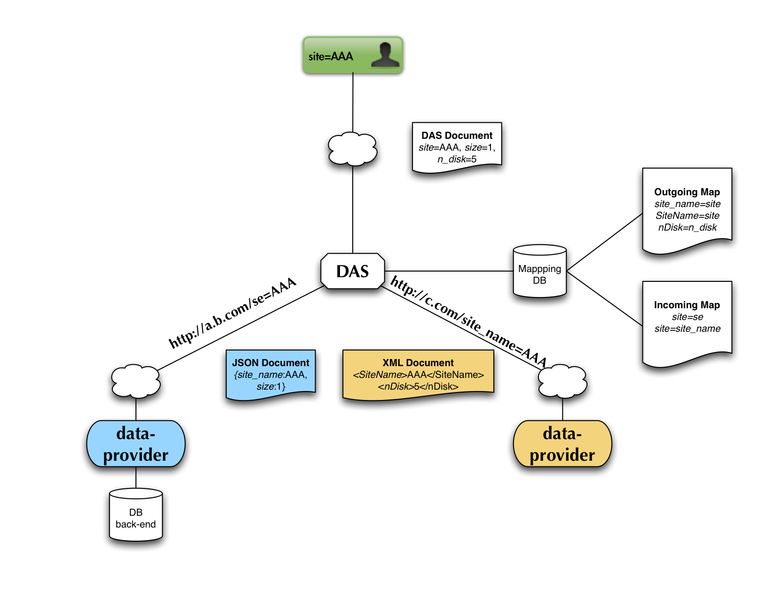 site=AAA
DAS Document
site=AAA, size=1,
n_disk=5
Outgoing Map
site_name=site
SiteName=site
nDisk=n_disk
DAS
Mappping
DB
http://a.b.com/se=AAA
http://c.com/site_name=AAA
Incoming Map
site=se
site=site_name
JSON Document
{site_name:AAA,
size:1}
XML Document
<SiteName>AAA</SiteName>
<nDisk>5</nDisk>
data-
provider
data-
provider
DB
back-end